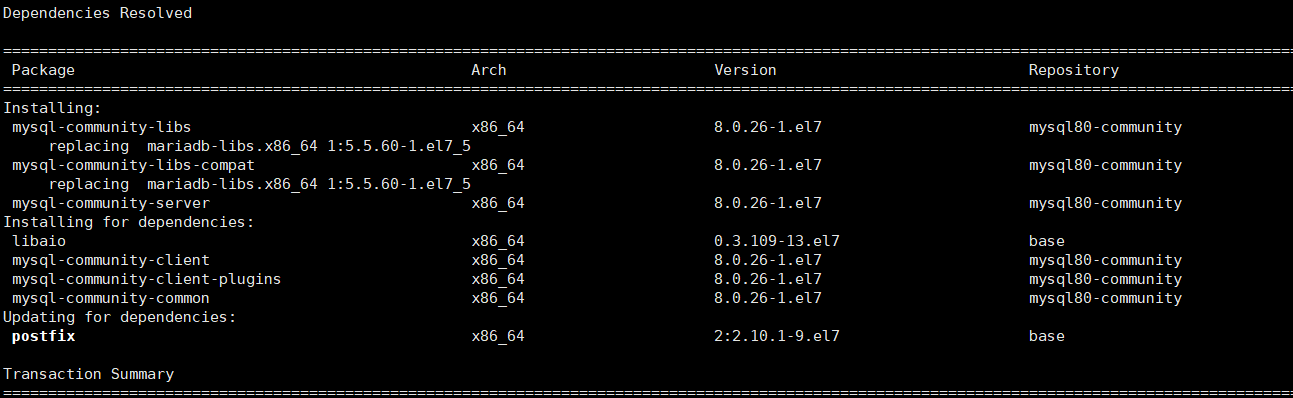 Dependencies Resolved
================================================================================================================================================
Package Arch Version Repository
================================================================================================================================================
Installing:
mysql-community-libs x86_64 8.0.26-1.el7 mysql80-community
replacing mariadb-libs.x86_64 1:5.5.60-1.el7_5
mysql-community-libs-compat x86_64 8.0.26-1.el7 mysql80-community
replacing mariadb-libs.x86_64 1:5.5.60-1.el7_5
mysql-community-server x86_64 8.0.26-1.el7 mysql80-community
Installing for dependencies:
libaio x86_64 0.3.109-13.el7 base
mysql-community-client x86_64 8.0.26-1.el7 mysql80-community
mysql-community-client-plugins x86_64 8.0.26-1.el7 mysql80-community
mysql-community-common x86_64 8.0.26-1.el7 mysql80-community
Updating for dependencies:
postfix x86_64 2:2.10.1-9.el7 base
Transaction Summary
================================================================================================================================================